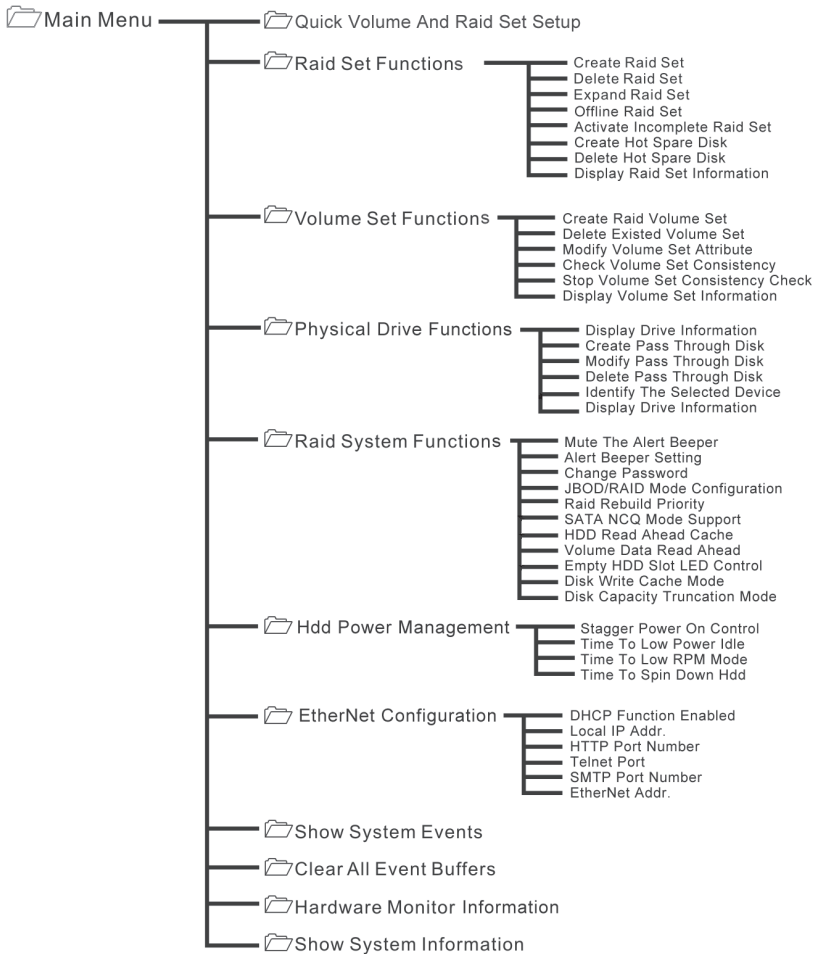 Main Menu
Quick Volume And Raid Set Setup
Raid Set Functions
Create Raid Set
Delete Raid Set
Expand Raid Set
Offline Raid Set
Activate Incomplete Raid Set
Create Hot Spare Disk
Delete Hot Spare Disk
Display Raid Set Information
Volume Set Functions
Create Raid Volume Set
Delete Existed Volume Set
Modify Volume Set Attribute
Check Volume Set Consistency
Stop Volume Set Consistency Check
Display Volume Set Information
Physical Drive Functions
Display Drive Information
Create Pass Through Disk
Modify Pass Through Disk
Delete Pass Through Disk
Identify The Selected Device
Display Drive Information
Raid System Functions
Mute The Alert Beeper
Alert Beeper Setting
Change Password
JBOD/RAID Mode Configuration
Raid Rebuild Priority
SATA NCQ Mode Support
HDD Read Ahead Cache
Volume Data Read Ahead
Empty HDD Slot LED Control
Disk Write Cache Mode
Disk Capacity Truncation Mode
Hdd Power Management
Stagger Power On Control
Time To Low Power Idle
Time To Low RPM Mode
Time To Spin Down Hdd
EtherNet Configuration
DHCP Function Enabled
Local IP Addr.
HTTP Port Number
Telnet Port
SMTP Port Number
EtherNet Addr.
Show System Events
Clear All Event Buffers
Hardware Monitor Information
Show System Information